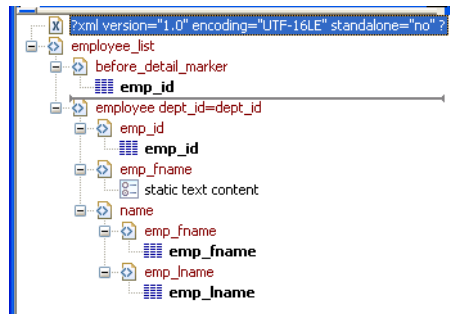 ?xml version="1.0" encoding="UTF-16LE" standalone="no" ?
employee_list
before_detail_marker
emp_id
employee dept_id=dept_id
emp_id
emp_id
emp_fname
static text content
name
emp_fname
emp_fname
emp_lname
emp_lname